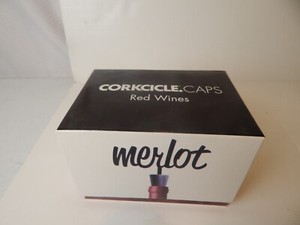 CORKCICLE.CAPS
Red Wines
merlot